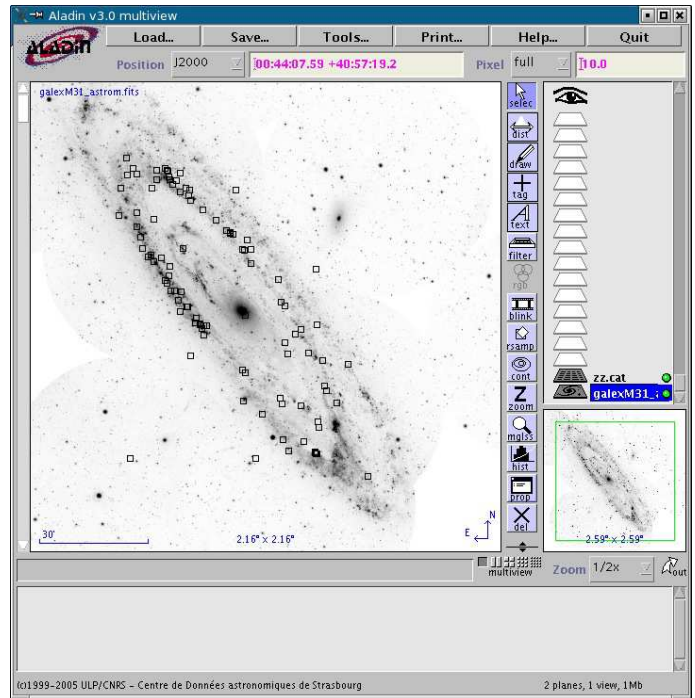 Aladin v3.0 multiview
ALADIN
Load... Save... Tools... Print... Help... Quit
Position J2000 00:44:07.59 +40:57:19.2 Pixel full 10.0
galexM31_astrom.fits
selec
dist
draw
tag
text
filter
rgb
blink
rsamp
cont
zoom
mglss
hist
prop
del
zz.cat
galexM31_a
30'
2.16° x 2.16°
N
E
2.59° x 2.59°
multiview
Zoom 1/2x out
(c)1999-2005 ULP/CNRS - Centre de Données astronomiques de Strasbourg
2 planes, 1 view, 1Mb